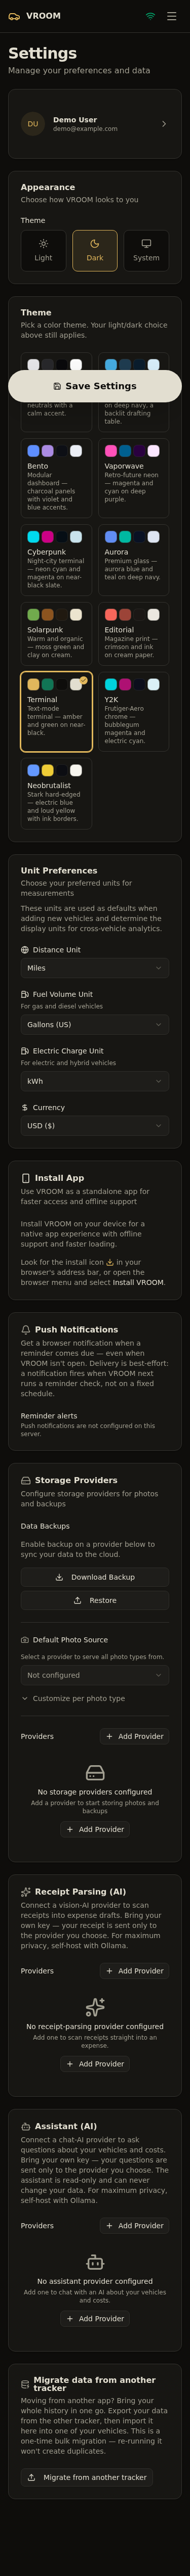 VROOM
Settings
Manage your preferences and data
DU
Demo User
demo@example.com
Appearance
Choose how VROOM looks to you
Theme
Light
Dark
System
Theme
Pick a color theme. Your light/dark choice
above still applies.
Save Settings
neutrals with a
calm accent.
on deep navy, a
backlit drafting
table.
Bento
Modular
dashboard —
charcoal panels
with violet and
blue accents.
Vaporwave
Retro-future neon
— magenta and
cyan on deep
purple.
Cyberpunk
Night-city terminal
— neon cyan and
magenta on near-
black slate.
Aurora
Premium glass —
aurora blue and
teal on deep navy.
Solarpunk
Warm and organic
— moss green and
clay on cream.
Editorial
Magazine print —
crimson and ink
on cream paper.
Terminal
Text-mode
terminal — amber
and green on near-
black.
Y2K
Frutiger-Aero
chrome —
bubblegum
magenta and
electric cyan.
Neobrutalist
Stark hard-edged
— electric blue
and loud yellow
with ink borders.
Unit Preferences
Choose your preferred units for
measurements
These units are used as defaults when
adding new vehicles and determine the
display units for cross-vehicle analytics.
Distance Unit
Miles
Fuel Volume Unit
For gas and diesel vehicles
Gallons (US)
Electric Charge Unit
For electric and hybrid vehicles
kWh
Currency
USD ($)
Install App
Use VROOM as a standalone app for
faster access and offline support
Install VROOM on your device for a
native app experience with offline
support and faster loading.
Look for the install icon in your
browser's address bar, or open the
browser menu and select Install VROOM.
Push Notifications
Get a browser notification when a
reminder comes due — even when
VROOM isn't open. Delivery is best-effort:
a notification fires when VROOM next
runs a reminder check, not on a fixed
schedule.
Reminder alerts
Push notifications are not configured on this
server.
Storage Providers
Configure storage providers for photos
and backups
Data Backups
Enable backup on a provider below to
sync your data to the cloud.
Download Backup
Restore
Default Photo Source
Select a provider to serve all photo types from.
Not configured
Customize per photo type
Providers
Add Provider
No storage providers configured
Add a provider to start storing photos and
backups
Add Provider
Receipt Parsing (AI)
Connect a vision-AI provider to scan
receipts into expense drafts. Bring your
own key — your receipt is sent only to
the provider you choose. For maximum
privacy, self-host with Ollama.
Providers
Add Provider
No receipt-parsing provider configured
Add one to scan receipts straight into an
expense.
Add Provider
Assistant (AI)
Connect a chat-AI provider to ask
questions about your vehicles and costs.
Bring your own key — your questions are
sent only to the provider you choose. The
assistant is read-only and can never
change your data. For maximum privacy,
self-host with Ollama.
Providers
Add Provider
No assistant provider configured
Add one to chat with an AI about your vehicles
and costs.
Add Provider
Migrate data from another
tracker
Moving from another app? Bring your
whole history in one go. Export your data
from the other tracker, then import it
here into one of your vehicles. This is a
one-time bulk migration — re-running it
won't create duplicates.
Migrate from another tracker